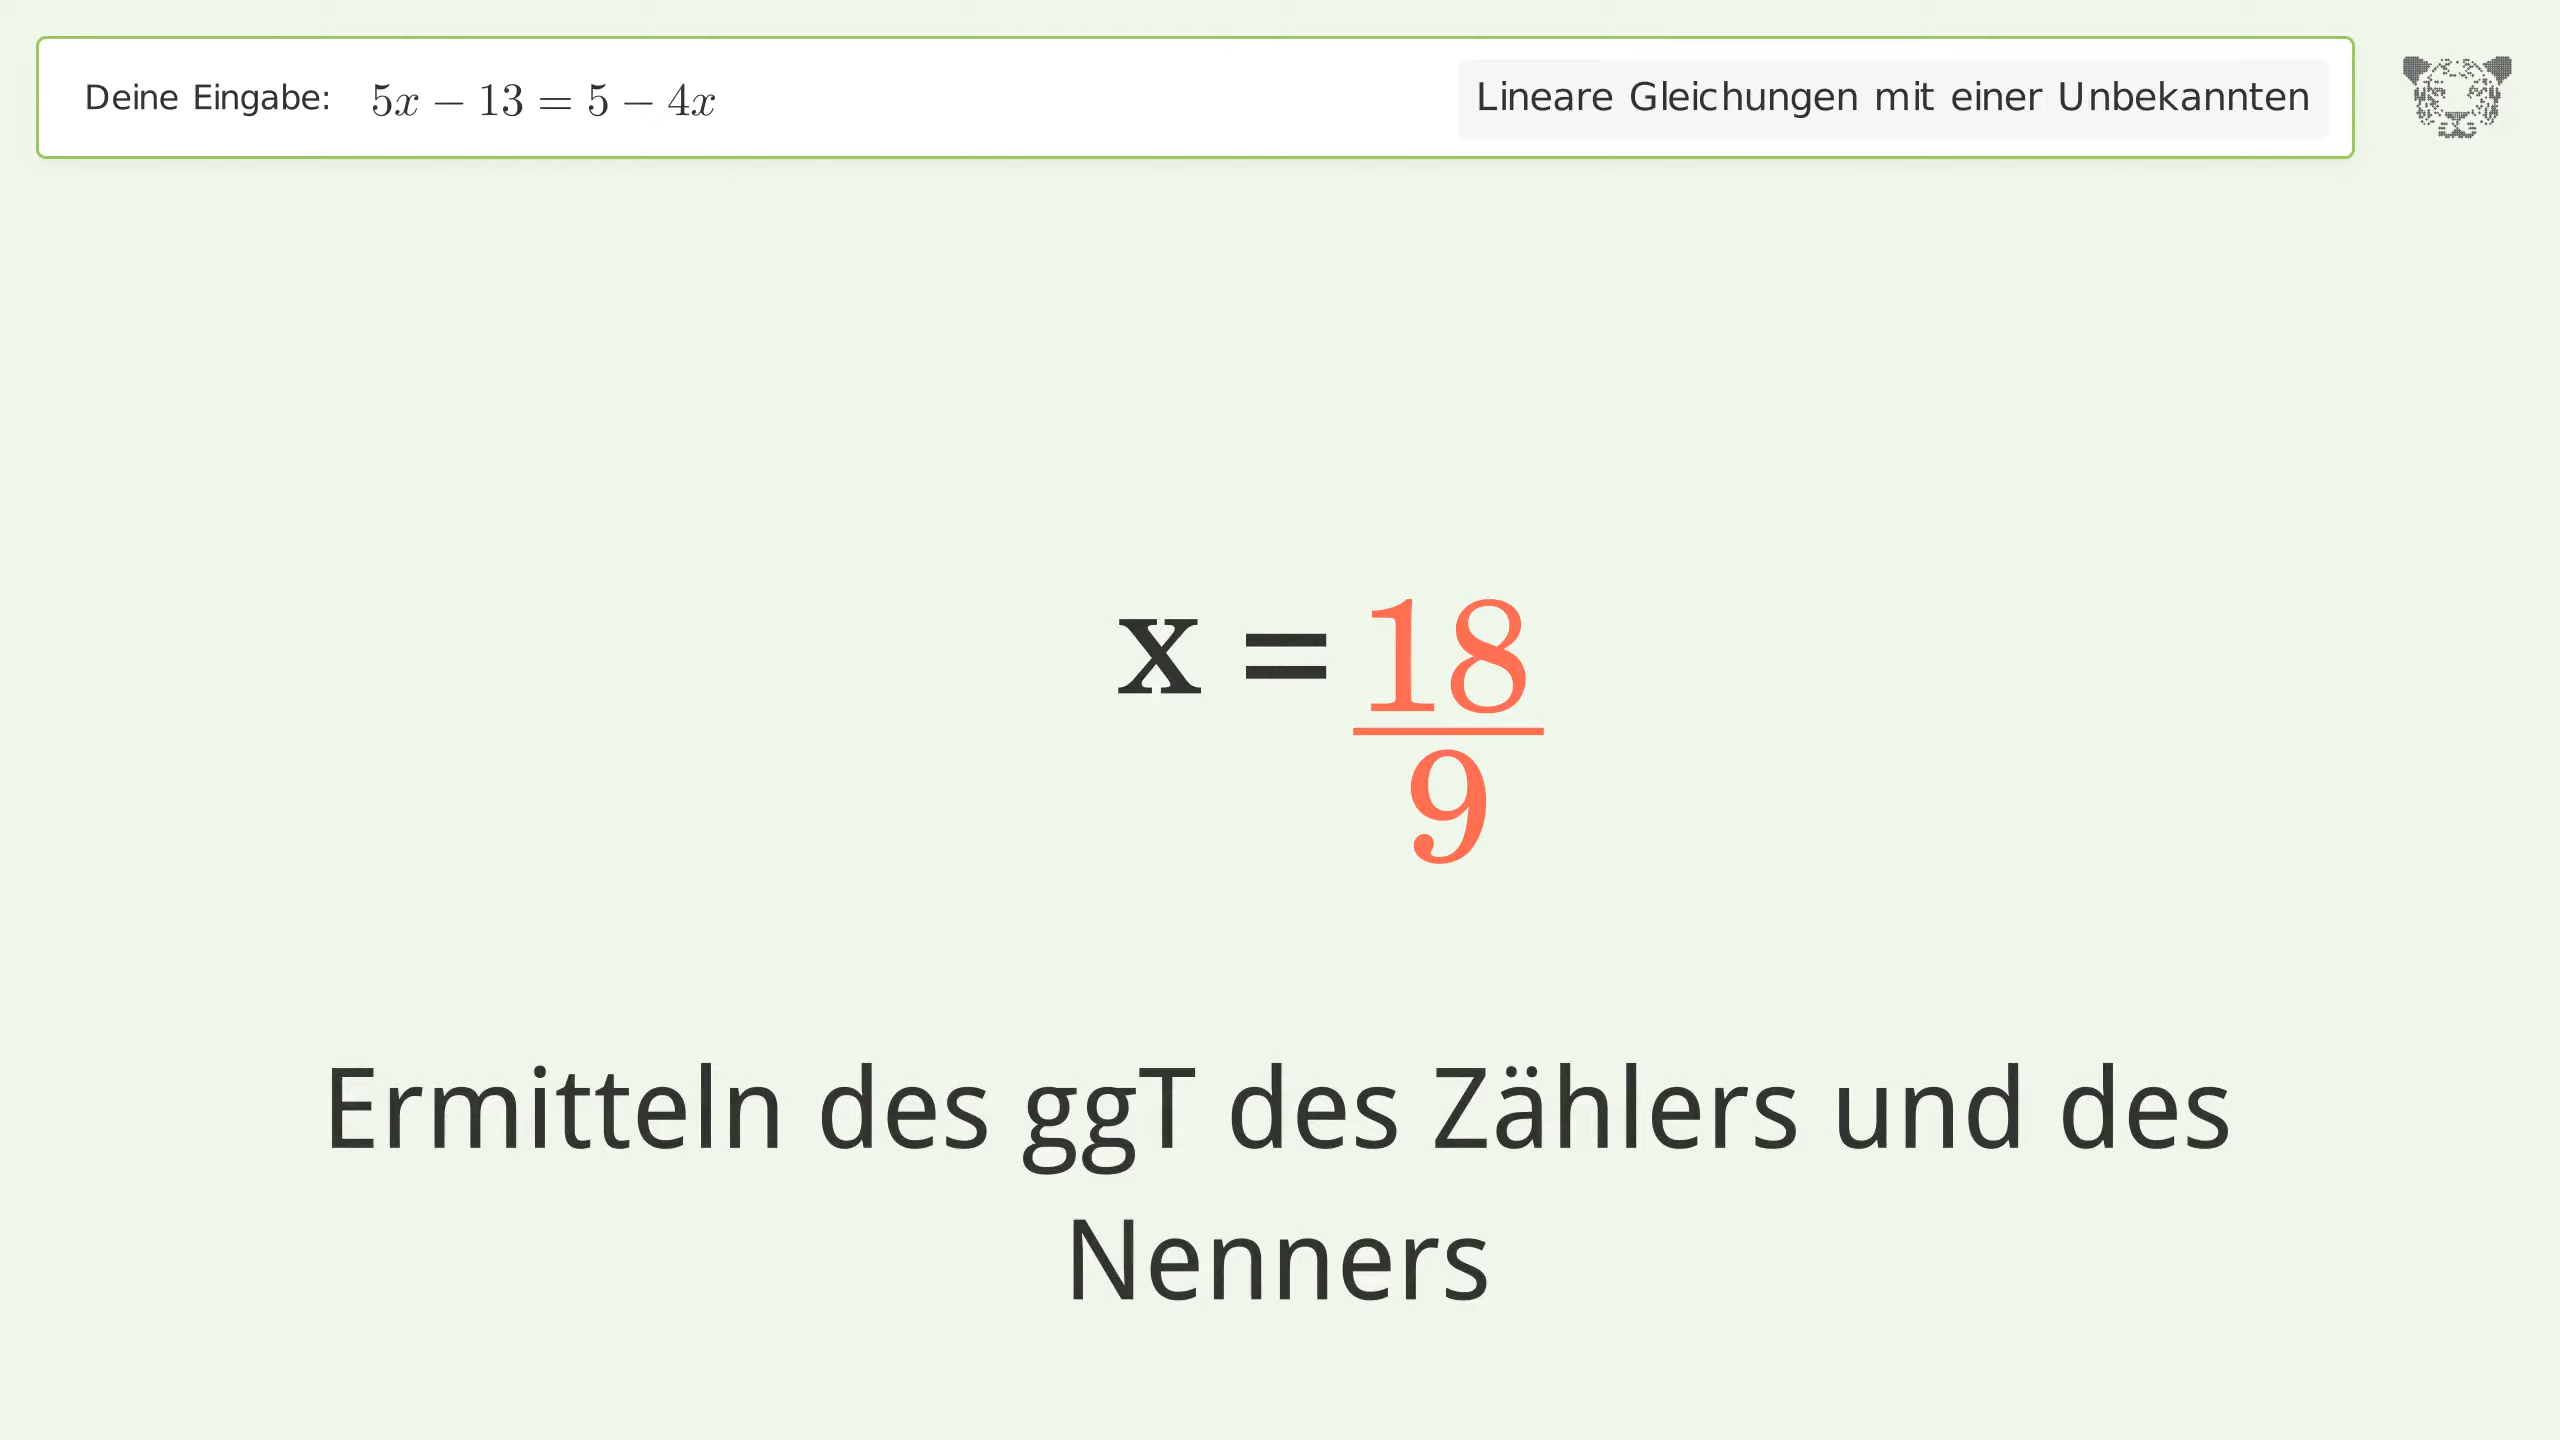 Deine Eingabe: 5x − 13 = 5 − 4x
Lineare Gleichungen mit einer Unbekannten
x = 18/9
Ermitteln des ggT des Zählers und des
Nenners